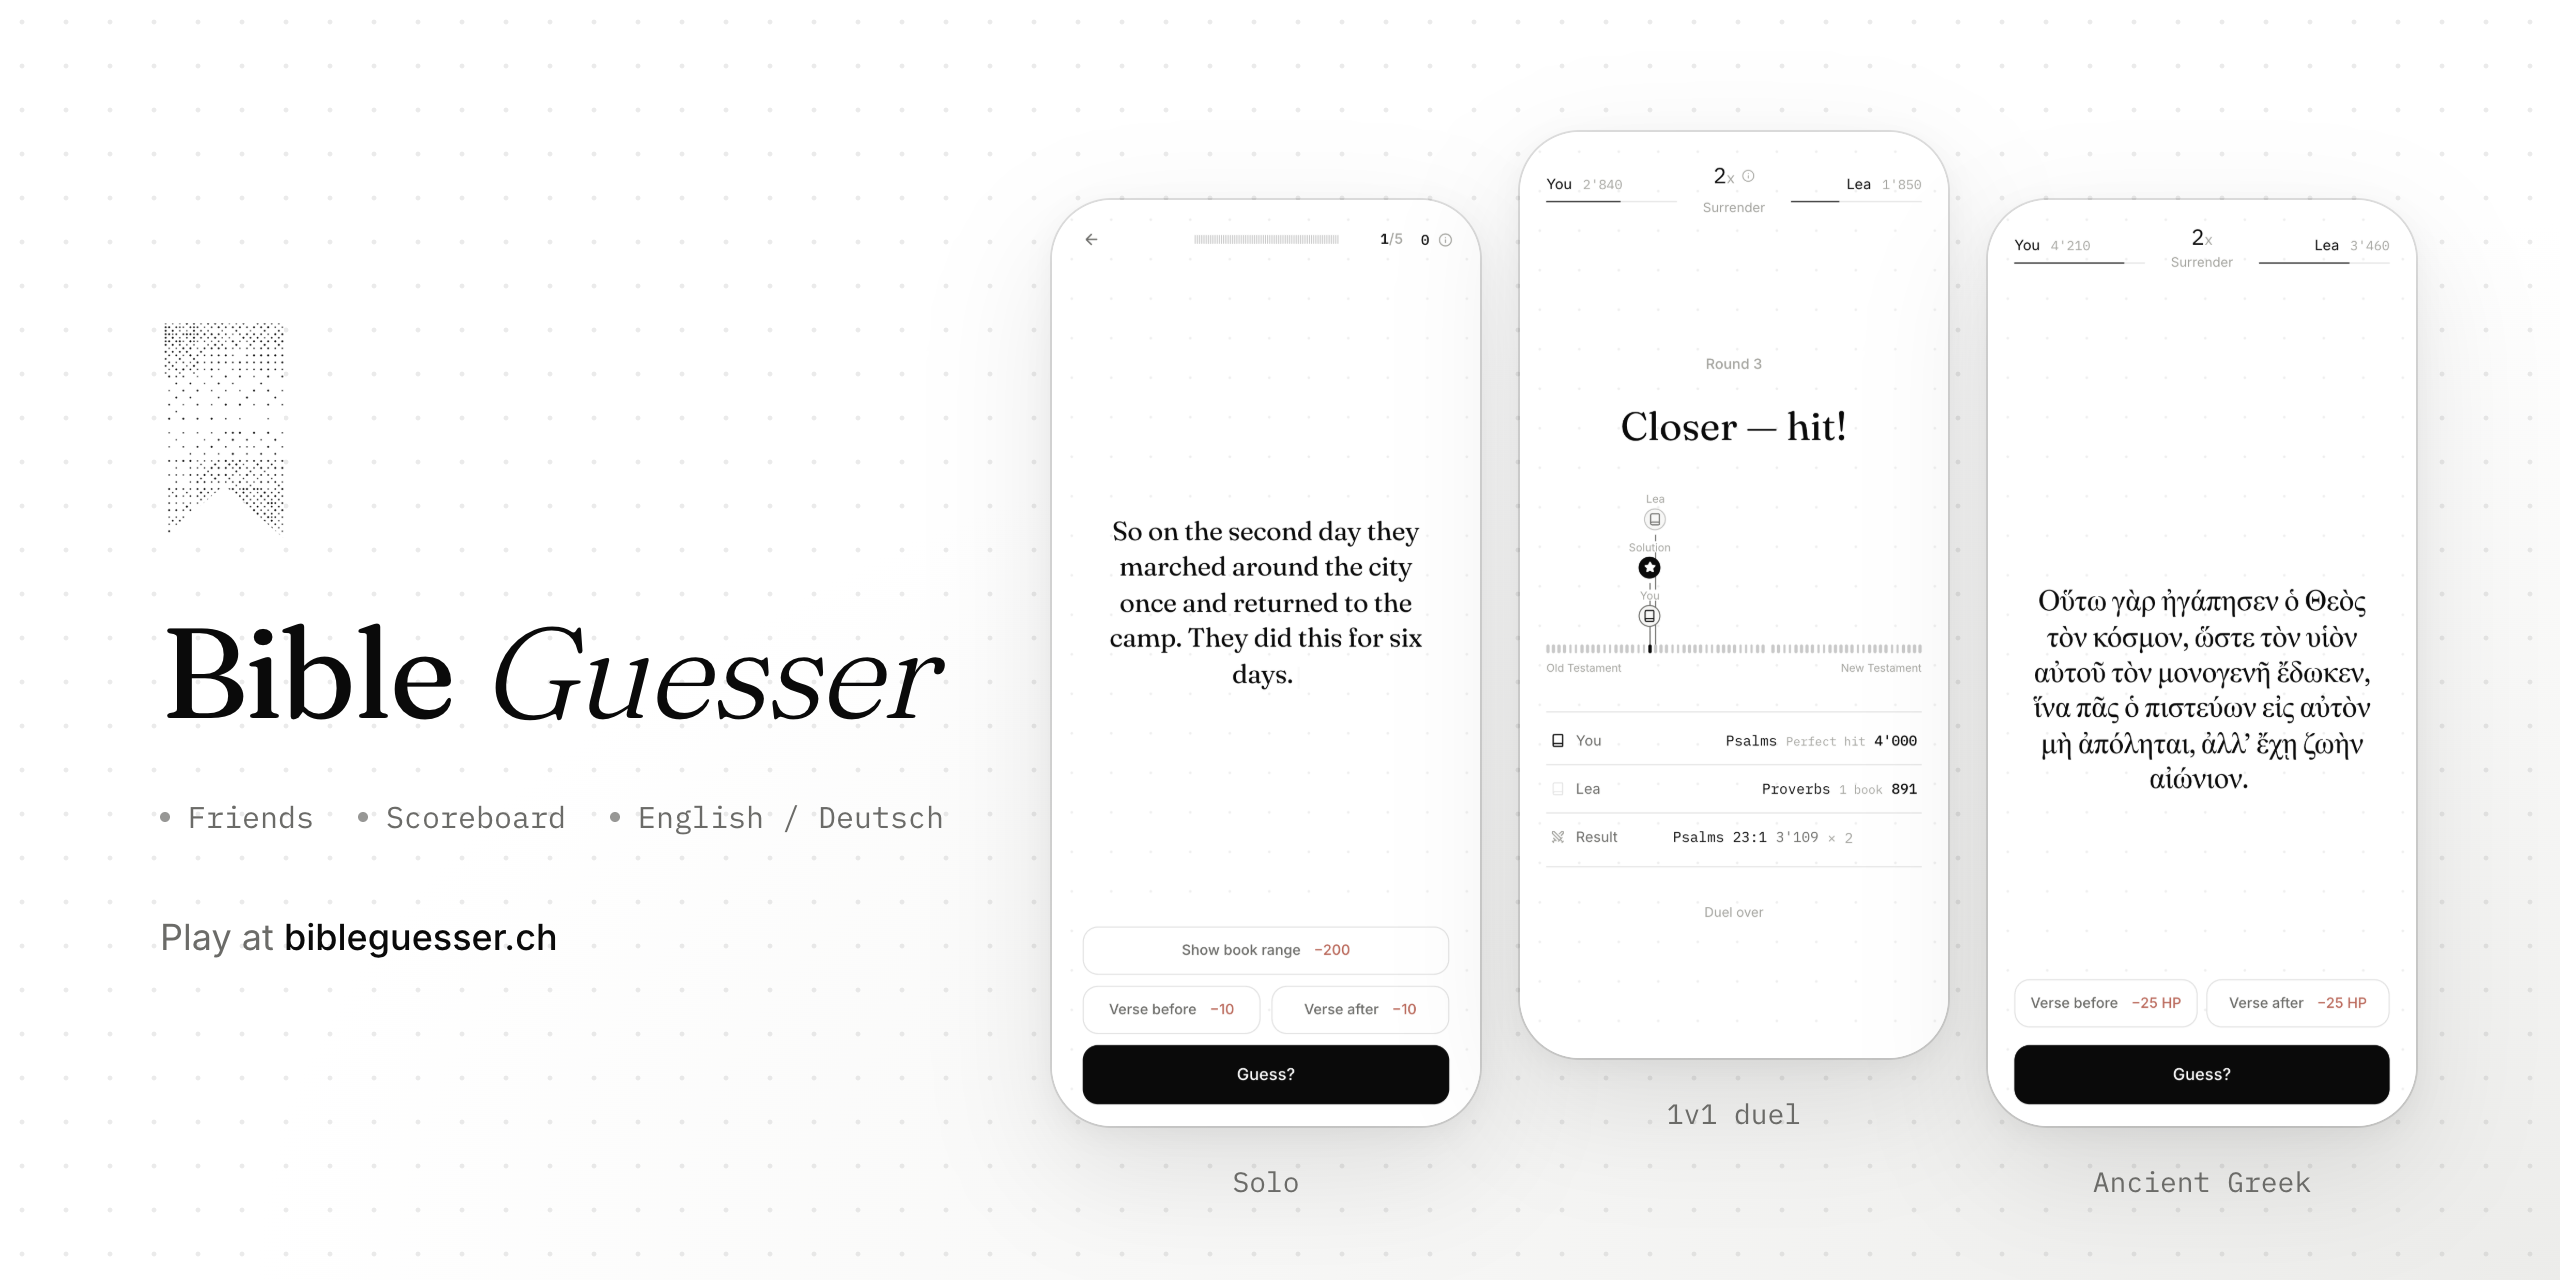 Bible Guesser
• Friends • Scoreboard • English / Deutsch
Play at bibleguesser.ch
1/5 0
So on the second day they
marched around the city
once and returned to the
camp. They did this for six
days.
Show book range −200
Verse before −10 Verse after −10
Guess?
Solo
You 2'840 2x Lea 1'850
Surrender
Round 3
Closer — hit!
Lea
Solution
You
Old Testament New Testament
You Psalms Perfect hit 4'000
Lea Proverbs 1 book 891
Result Psalms 23:1 3'109 × 2
Duel over
1v1 duel
You 4'210 2x Lea 3'460
Surrender
Οὕτω γὰρ ἠγάπησεν ὁ Θεὸς
τὸν κόσμον, ὥστε τὸν υἱὸν
αὐτοῦ τὸν μονογενῆ ἔδωκεν,
ἵνα πᾶς ὁ πιστεύων εἰς αὐτὸν
μὴ ἀπόληται, ἀλλ’ ἔχῃ ζωὴν
αἰώνιον.
Verse before −25 HP Verse after −25 HP
Guess?
Ancient Greek